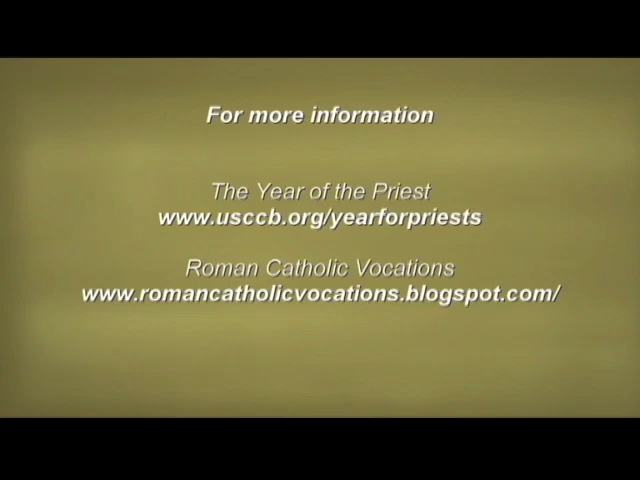 For more information
The Year of the Priest
www.usccb.org/yearforpriests
Roman Catholic Vocations
www.romancatholicvocations.blogspot.com/